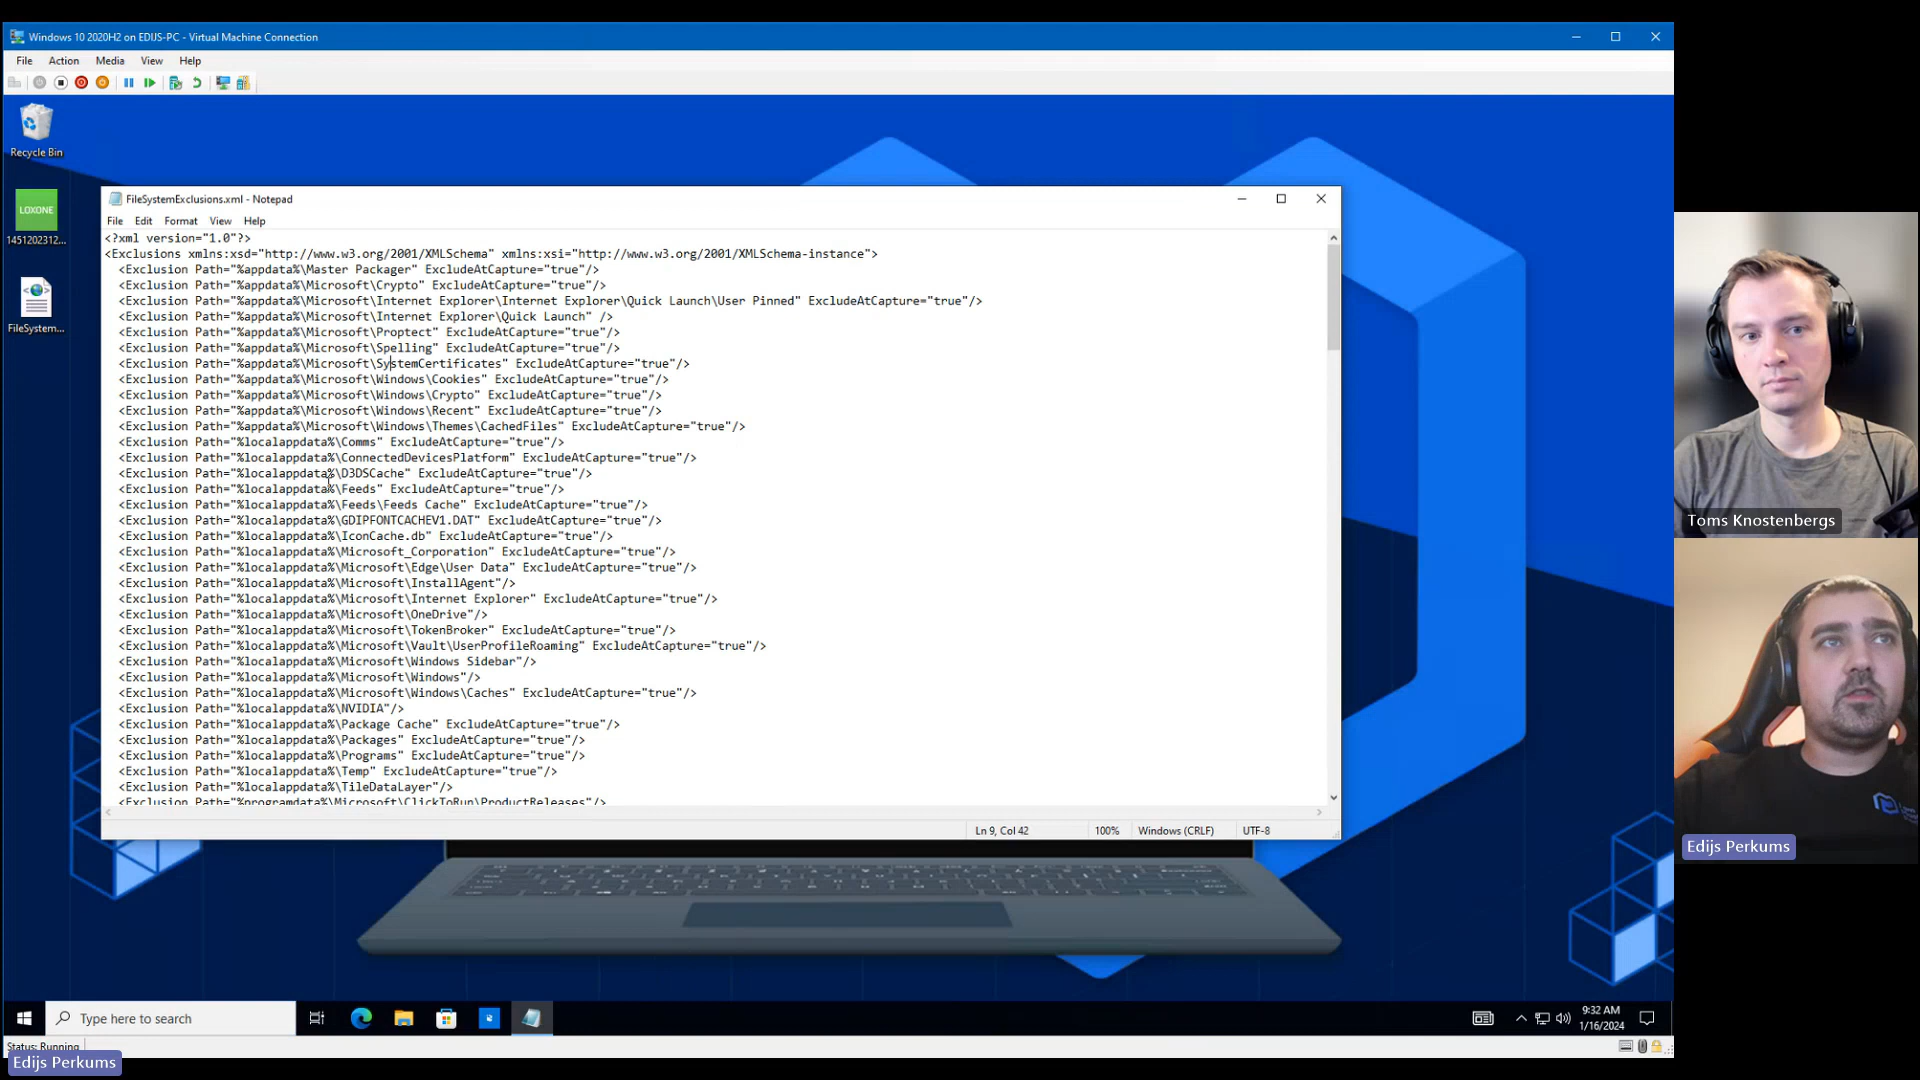 Windows 10 2020H2 on EDIJS-PC - Virtual Machine Connection
File Action Media View Help
Recycle Bin
LOXONE
1451202312...
FileSystem...
FileSystemExclusions.xml - Notepad
File Edit Format View Help
<?xml version="1.0"?>
<Exclusions xmlns:xsd="http://www.w3.org/2001/XMLSchema" xmlns:xsi="http://www.w3.org/2001/XMLSchema-instance">
<Exclusion Path="%appdata%\Master Packager" ExcludeAtCapture="true"/>
<Exclusion Path="%appdata%\Microsoft\Crypto" ExcludeAtCapture="true"/>
<Exclusion Path="%appdata%\Microsoft\Internet Explorer\Internet Explorer\Quick Launch\User Pinned" ExcludeAtCapture="true"/>
<Exclusion Path="%appdata%\Microsoft\Internet Explorer\Quick Launch" />
<Exclusion Path="%appdata%\Microsoft\Proptect" ExcludeAtCapture="true"/>
<Exclusion Path="%appdata%\Microsoft\Spelling" ExcludeAtCapture="true"/>
<Exclusion Path="%appdata%\Microsoft\SystemCertificates" ExcludeAtCapture="true"/>
<Exclusion Path="%appdata%\Microsoft\Windows\Cookies" ExcludeAtCapture="true"/>
<Exclusion Path="%appdata%\Microsoft\Windows\Crypto" ExcludeAtCapture="true"/>
<Exclusion Path="%appdata%\Microsoft\Windows\Recent" ExcludeAtCapture="true"/>
<Exclusion Path="%appdata%\Microsoft\Windows\Themes\CachedFiles" ExcludeAtCapture="true"/>
<Exclusion Path="%localappdata%\Comms" ExcludeAtCapture="true"/>
<Exclusion Path="%localappdata%\ConnectedDevicesPlatform" ExcludeAtCapture="true"/>
<Exclusion Path="%localappdata%\D3DSCache" ExcludeAtCapture="true"/>
<Exclusion Path="%localappdata%\Feeds" ExcludeAtCapture="true"/>
<Exclusion Path="%localappdata%\Feeds\Feeds Cache" ExcludeAtCapture="true"/>
<Exclusion Path="%localappdata%\GDIPFONTCACHEV1.DAT" ExcludeAtCapture="true"/>
<Exclusion Path="%localappdata%\IconCache.db" ExcludeAtCapture="true"/>
<Exclusion Path="%localappdata%\Microsoft_Corporation" ExcludeAtCapture="true"/>
<Exclusion Path="%localappdata%\Microsoft\Edge\User Data" ExcludeAtCapture="true"/>
<Exclusion Path="%localappdata%\Microsoft\InstallAgent"/>
<Exclusion Path="%localappdata%\Microsoft\Internet Explorer" ExcludeAtCapture="true"/>
<Exclusion Path="%localappdata%\Microsoft\OneDrive"/>
<Exclusion Path="%localappdata%\Microsoft\TokenBroker" ExcludeAtCapture="true"/>
<Exclusion Path="%localappdata%\Microsoft\Vault\UserProfileRoaming" ExcludeAtCapture="true"/>
<Exclusion Path="%localappdata%\Microsoft\Windows Sidebar"/>
<Exclusion Path="%localappdata%\Microsoft\Windows"/>
<Exclusion Path="%localappdata%\Microsoft\Windows\Caches" ExcludeAtCapture="true"/>
<Exclusion Path="%localappdata%\NVIDIA"/>
<Exclusion Path="%localappdata%\Package Cache" ExcludeAtCapture="true"/>
<Exclusion Path="%localappdata%\Packages" ExcludeAtCapture="true"/>
<Exclusion Path="%localappdata%\Programs" ExcludeAtCapture="true"/>
<Exclusion Path="%localappdata%\Temp" ExcludeAtCapture="true"/>
<Exclusion Path="%localappdata%\TileDataLayer"/>
<Exclusion Path="%programdata%\Microsoft\ClickToRun\ProductReleases"/>
Ln 9, Col 42 100% Windows (CRLF) UTF-8
Type here to search
9:32 AM
1/16/2024
Status: Running
Edijs Perkums
Toms Knostenbergs
Edijs Perkums